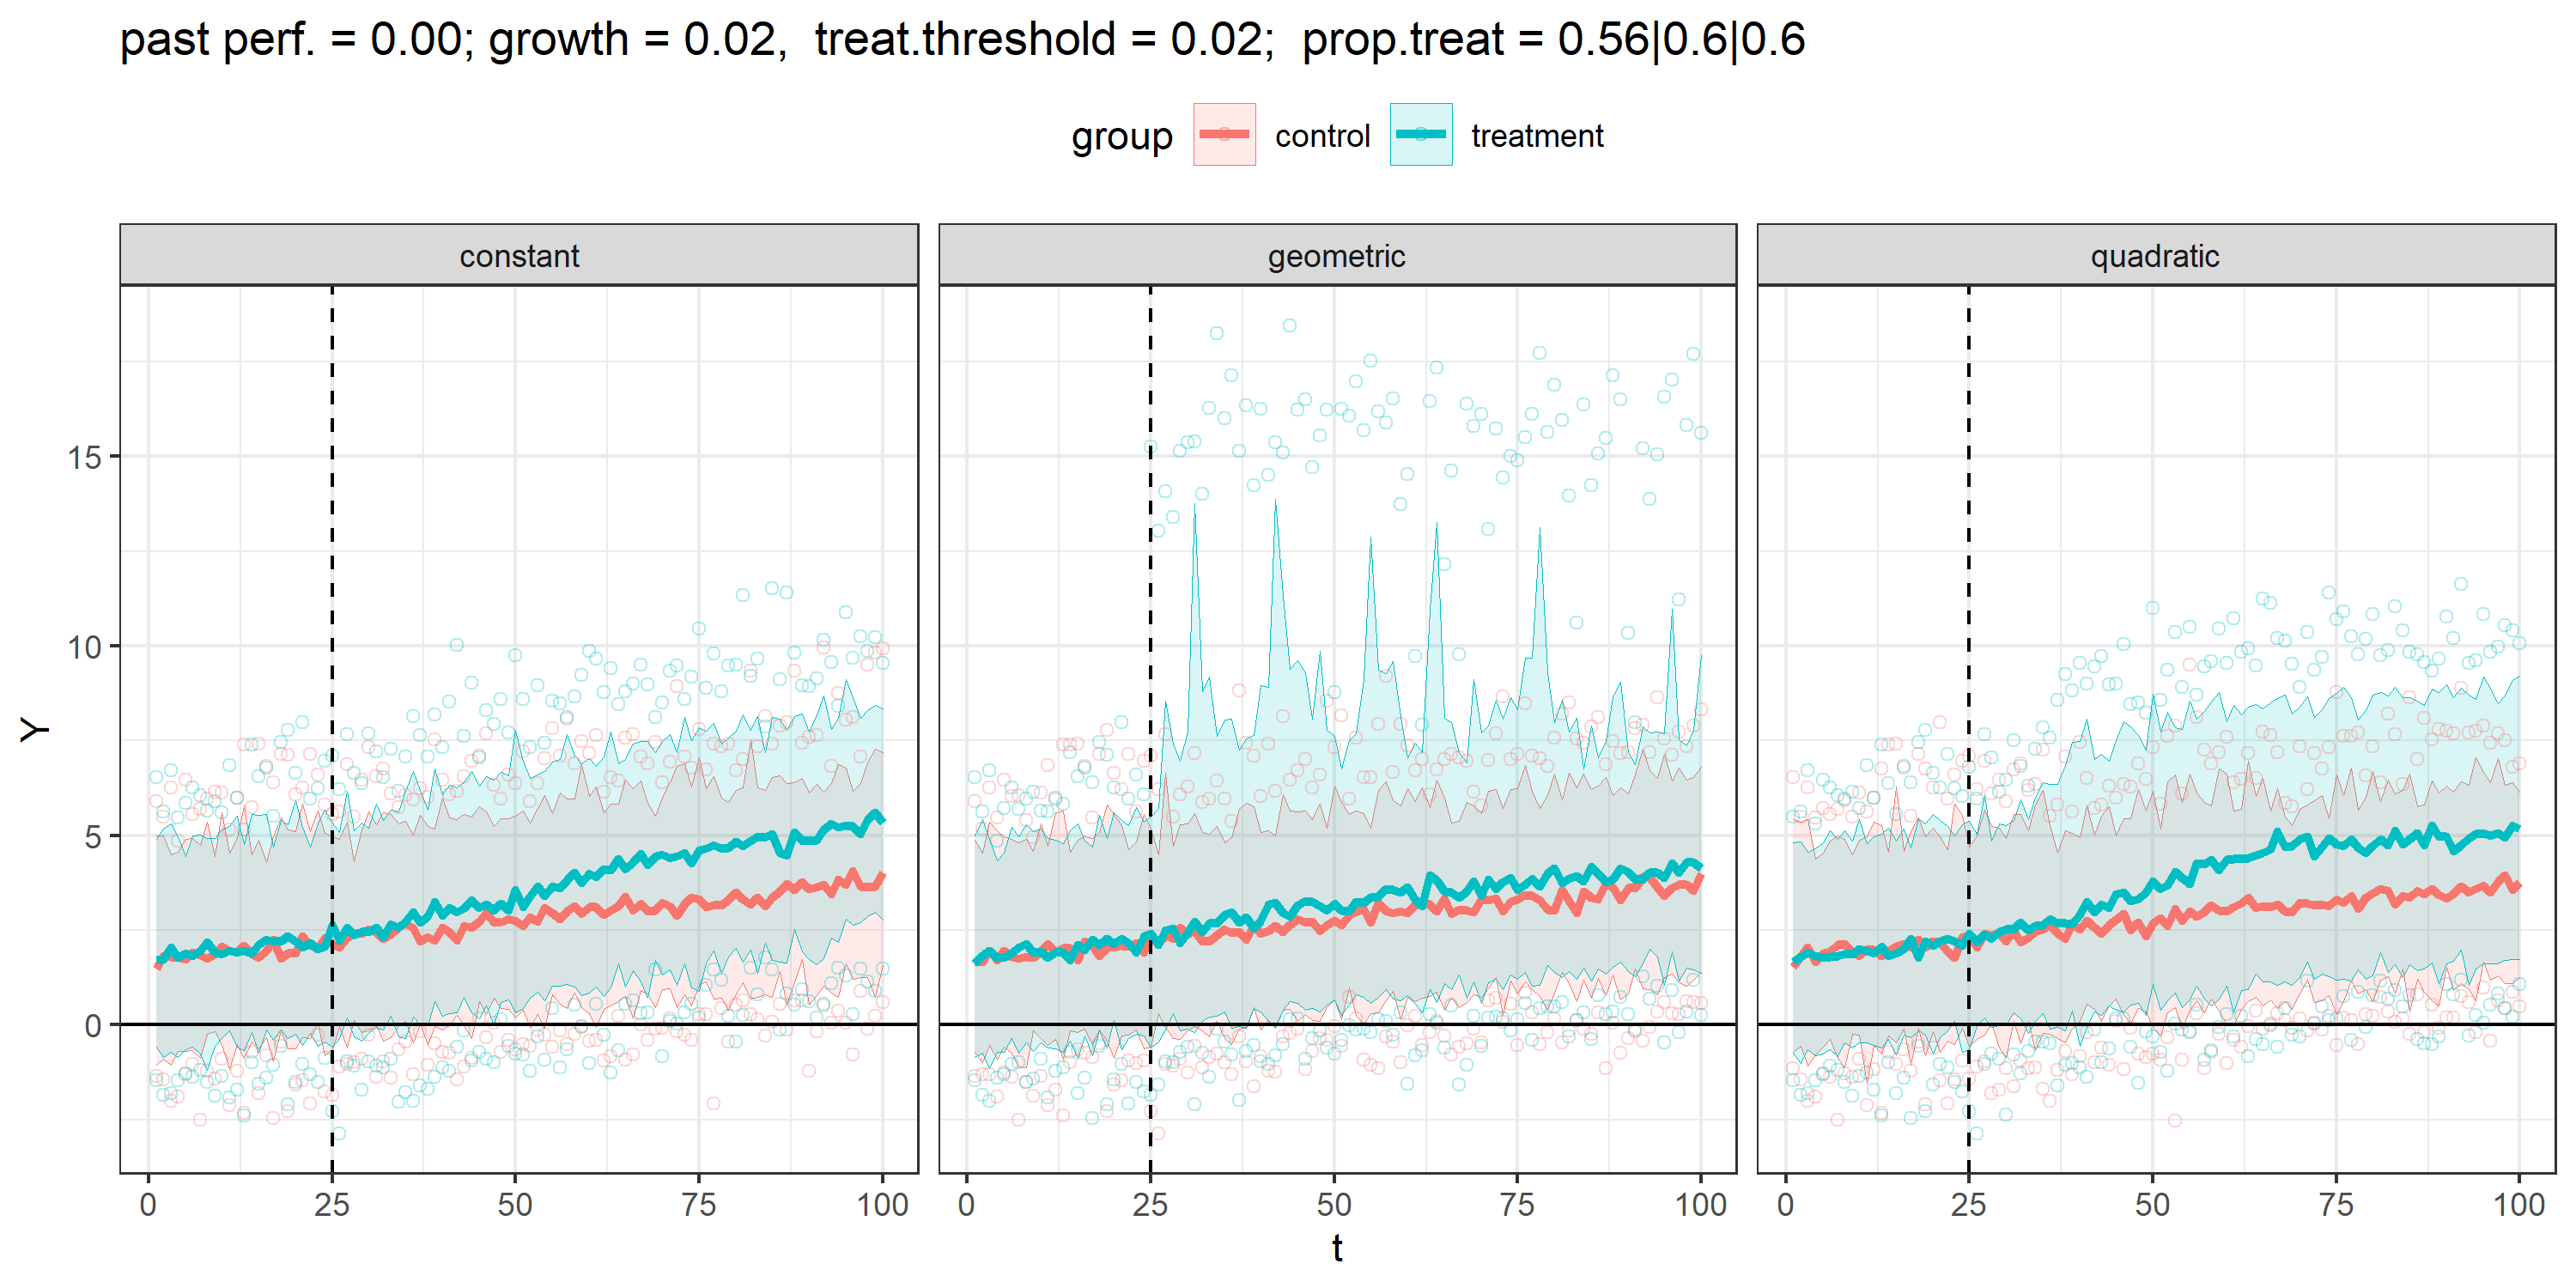 past perf. = 0.00; growth = 0.02,  treat.threshold = 0.02;  prop.treat = 0.56|0.6|0.6
group control treatment
constant geometric quadratic
Y
15
10
5
0
0 25 50 75 100 0 25 50 75 100 0 25 50 75 100
t